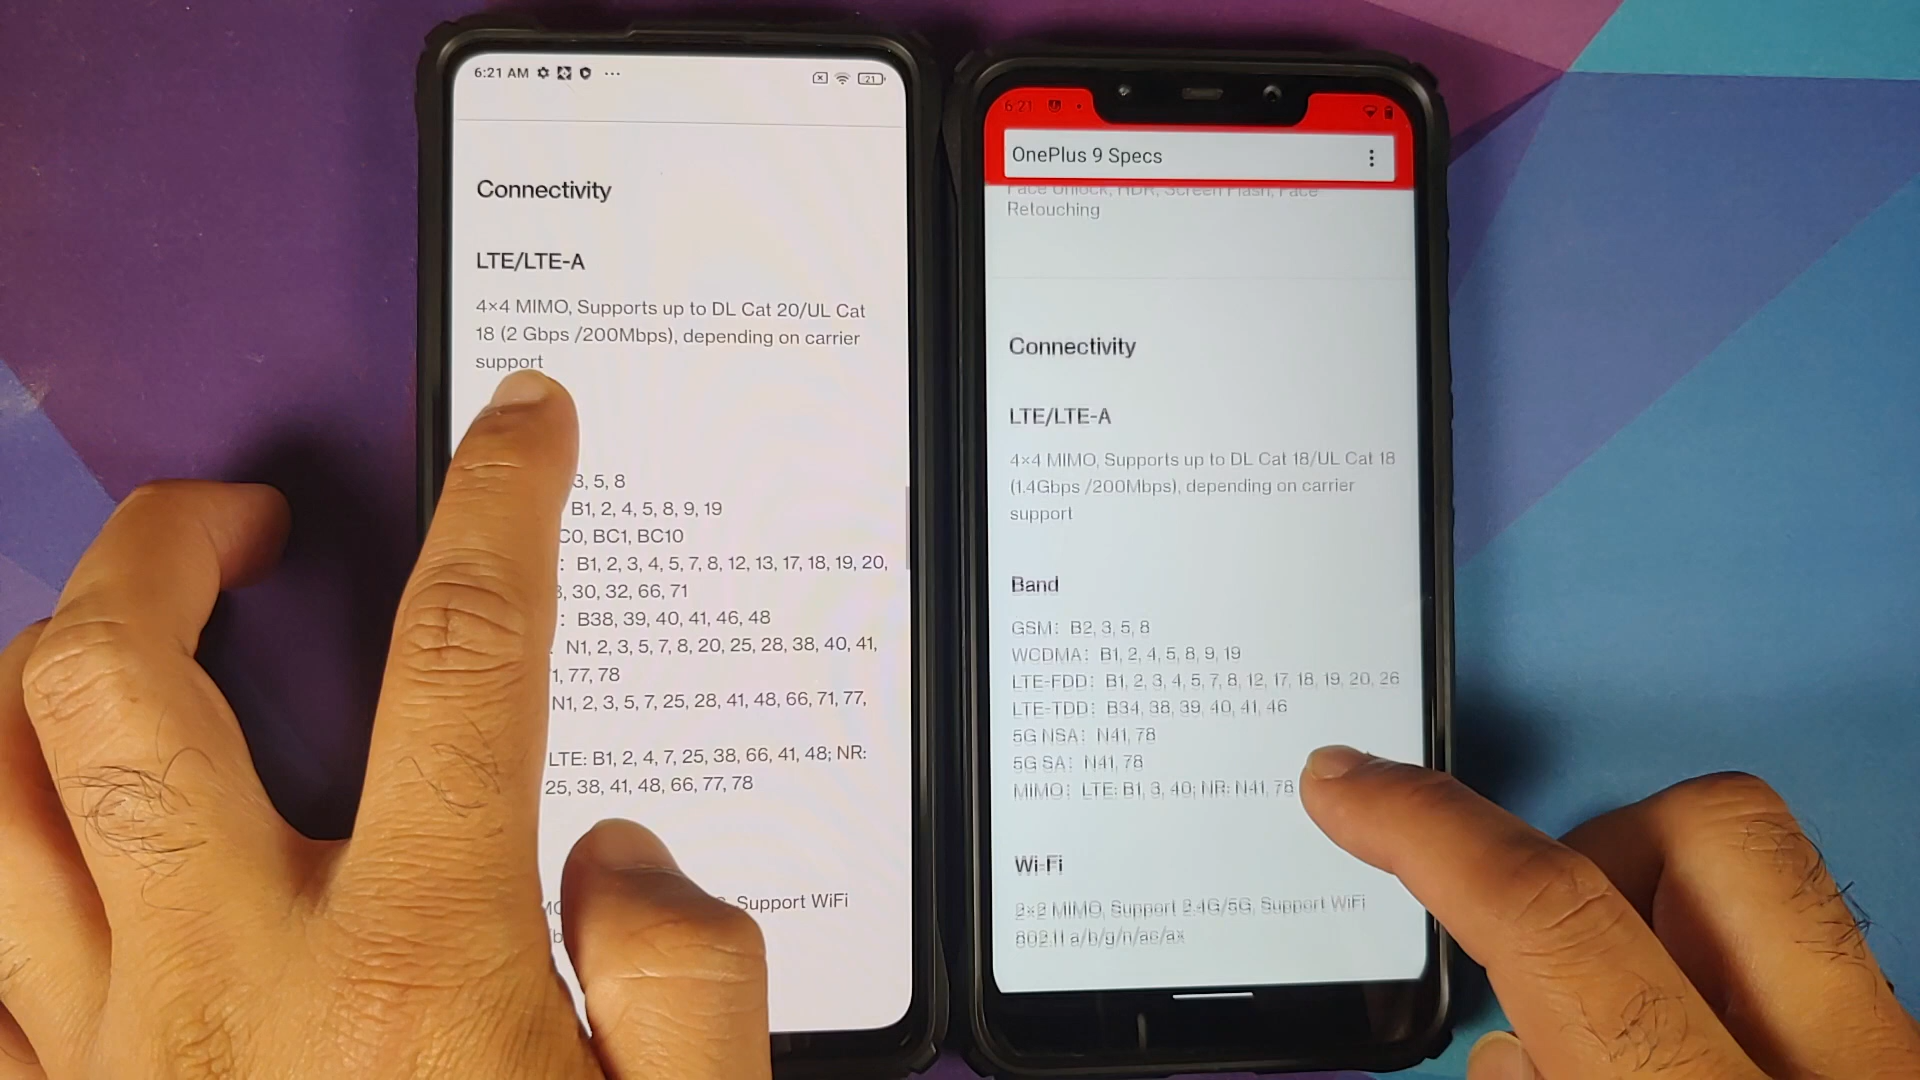 6:21 AM
21
Connectivity
LTE/LTE-A
4×4 MIMO, Supports up to DL Cat 20/UL Cat
18 (2 Gbps /200Mbps), depending on carrier
support
3, 5, 8
B1, 2, 4, 5, 8, 9, 19
C0, BC1, BC10
: B1, 2, 3, 4, 5, 7, 8, 12, 13, 17, 18, 19, 20,
, 30, 32, 66, 71
: B38, 39, 40, 41, 46, 48
N1, 2, 3, 5, 7, 8, 20, 25, 28, 38, 40, 41,
1, 77, 78
N1, 2, 3, 5, 7, 25, 28, 41, 48, 66, 71, 77,
LTE: B1, 2, 4, 7, 25, 38, 66, 41, 48; NR:
25, 38, 41, 48, 66, 77, 78
Support WiFi
6:21
OnePlus 9 Specs
Face Unlock, HDR, Screen Flash, Face
Retouching
Connectivity
LTE/LTE-A
4×4 MIMO, Supports up to DL Cat 18/UL Cat 18
(1.4Gbps /200Mbps), depending on carrier
support
Band
GSM: B2, 3, 5, 8
WCDMA: B1, 2, 4, 5, 8, 9, 19
LTE-FDD: B1, 2, 3, 4, 5, 7, 8, 12, 17, 18, 19, 20, 26
LTE-TDD: B34, 38, 39, 40, 41, 46
5G NSA: N41, 78
5G SA: N41, 78
MIMO: LTE: B1, 3, 40; NR: N41, 78
Wi-Fi
2×2 MIMO, Support 2.4G/5G, Support WiFi
802.11 a/b/g/n/ac/ax